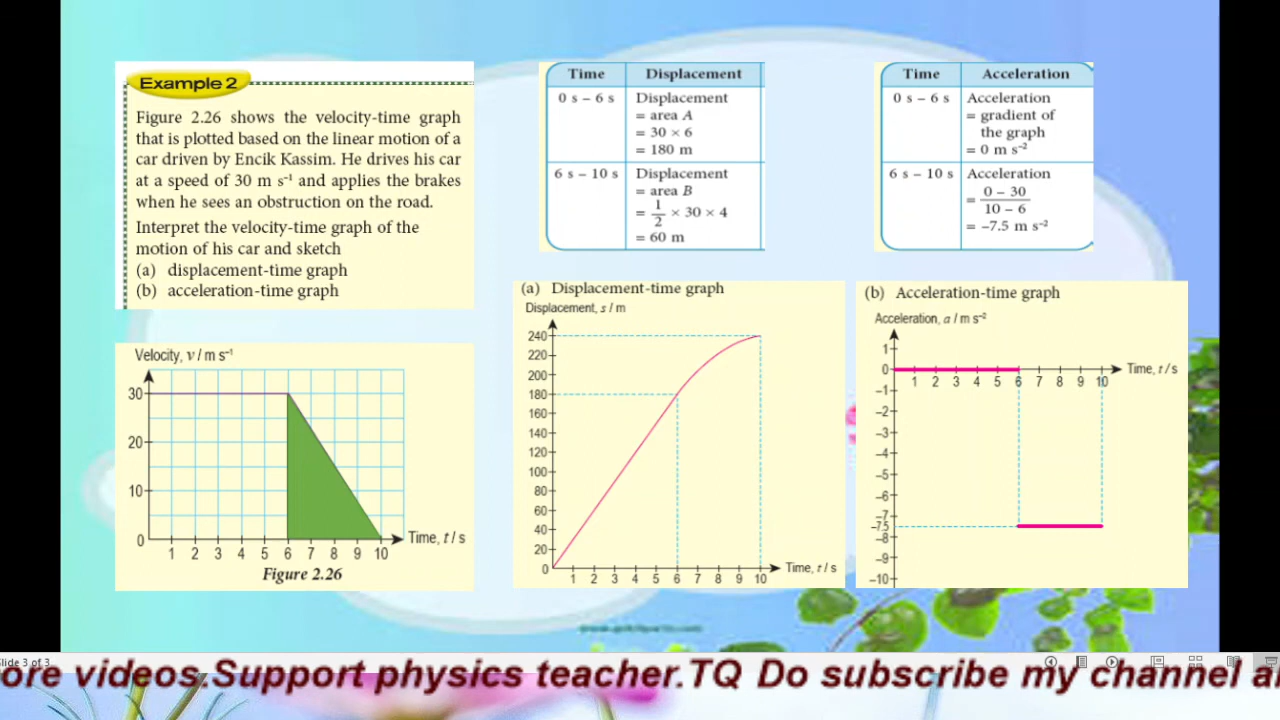 Example 2
Figure 2.26 shows the velocity-time graph
that is plotted based on the linear motion of a
car driven by Encik Kassim. He drives his car
at a speed of 30 m s⁻¹ and applies the brakes
when he sees an obstruction on the road.
Interpret the velocity-time graph of the
motion of his car and sketch
(a) displacement-time graph
(b) acceleration-time graph
Velocity, v / m s⁻¹
30
20
10
0
1 2 3 4 5 6 7 8 9 10
Time, t / s
Figure 2.26
Time Displacement
0 s – 6 s Displacement
= area A
= 30 × 6
= 180 m
6 s – 10 s Displacement
= area B
= 1/2 × 30 × 4
= 60 m
Time Acceleration
0 s – 6 s Acceleration
= gradient of
the graph
= 0 m s⁻²
6 s – 10 s Acceleration
= 0 – 30 / 10 – 6
= –7.5 m s⁻²
(a) Displacement-time graph
Displacement, s / m
240
220
200
180
160
140
120
100
80
60
40
20
0
1 2 3 4 5 6 7 8 9 10
Time, t / s
(b) Acceleration-time graph
Acceleration, a / m s⁻²
1
0
1 2 3 4 5 6 7 8 9 10
Time, t / s
–1
–2
–3
–4
–5
–6
–7
–7.5
–8
–9
–10
Slide 3 of 3
ore videos.Support physics teacher.TQ Do subscribe my channel a